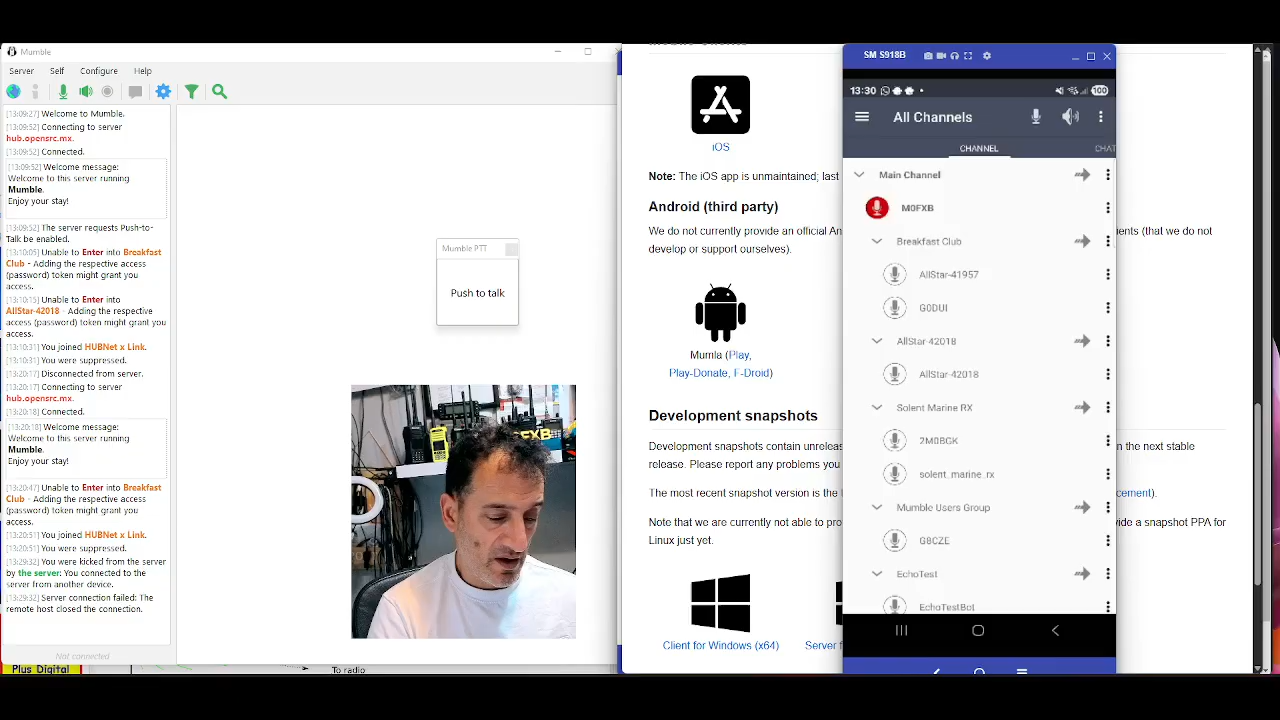 Mumble
Server Self Configure Help
[13:09:27] Welcome to Mumble.
[13:09:52] Connecting to server
hub.opensrc.mx.
[13:09:52] Connected.
[13:09:52] Welcome message:
Welcome to this server running
Mumble.
Enjoy your stay!
[13:09:52] The server requests Push-to-
Talk be enabled.
[13:10:05] Unable to Enter into Breakfast
Club - Adding the respective access
(password) token might grant you
access.
[13:10:15] Unable to Enter into
AllStar-42018 - Adding the respective
access (password) token might grant you
access.
[13:10:31] You joined HUBNet x Link.
[13:10:31] You were suppressed.
[13:20:17] Disconnected from server.
[13:20:17] Connecting to server
hub.opensrc.mx.
[13:20:18] Connected.
[13:20:18] Welcome message:
Welcome to this server running
Mumble.
Enjoy your stay!
[13:20:47] Unable to Enter into Breakfast
Club - Adding the respective access
(password) token might grant you
access.
[13:20:51] You joined HUBNet x Link.
[13:20:51] You were suppressed.
[13:29:32] You were kicked from the server
by the server: You connected to the
server from another device.
[13:29:32] Server connection failed: The
remote host closed the connection.
Not connected
Plus Digital
To radio
Mumble PTT
Push to talk
FXB
iOS
Note: The iOS app is unmaintained; last
Android (third party)
We do not currently provide an official An
ents (that we do not
develop or support ourselves).
Mumla (Play,
Play-Donate, F-Droid)
Development snapshots
Development snapshots contain unreleas
n the next stable
release. Please report any problems you
The most recent snapshot version is the
cement).
Note that we are currently not able to pro
vide a snapshot PPA for
Linux just yet.
Client for Windows (x64)
Server f
SM S918B
13:30
100
All Channels
CHANNEL
CHAT
Main Channel
M0FXB
Breakfast Club
AllStar-41957
G0DUI
AllStar-42018
AllStar-42018
Solent Marine RX
2M0BGK
solent_marine_rx
Mumble Users Group
G8CZE
EchoTest
EchoTestBot